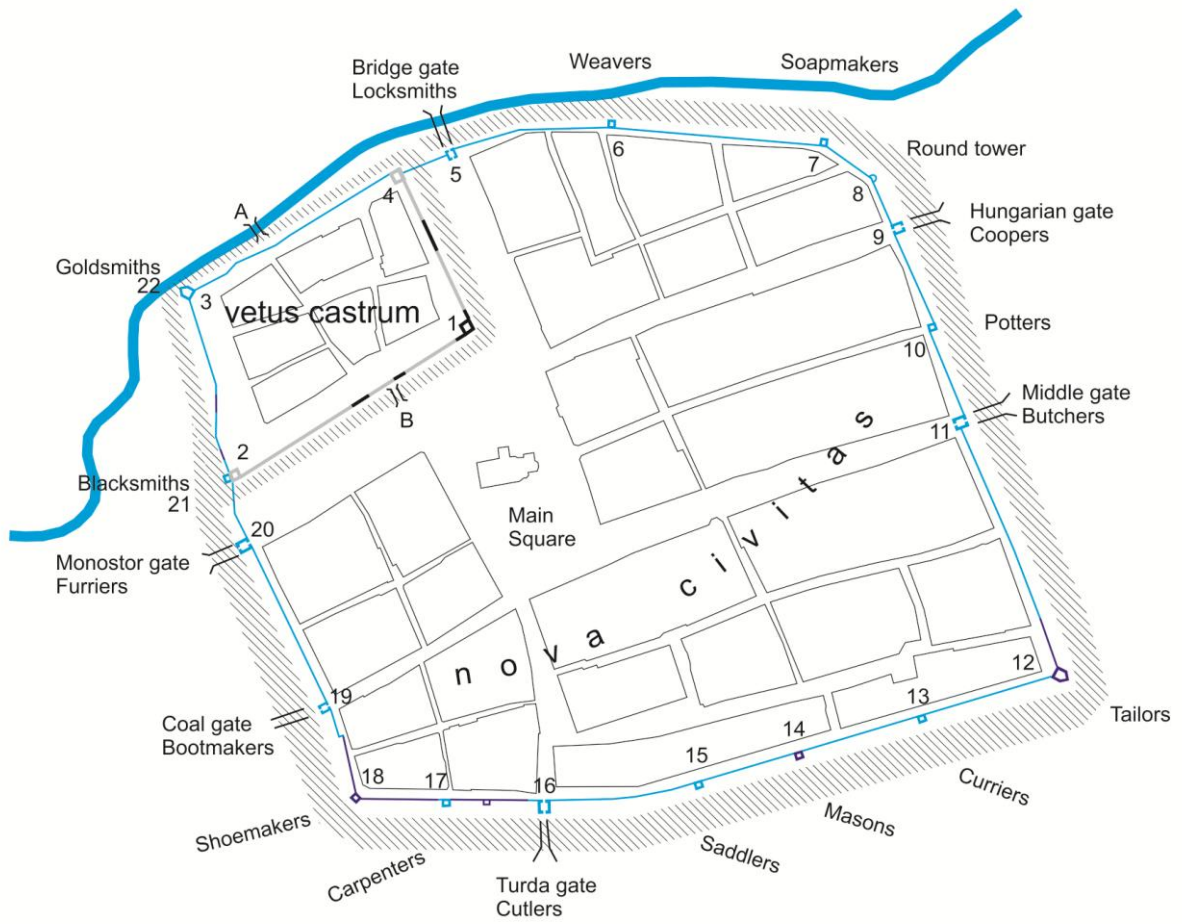 Weavers
Soapmakers
Bridge gate
Locksmiths
6
7
Round tower
5
4
8
A
Hungarian gate
Coopers
9
Goldsmiths
22
3
vetus castrum
1
Potters
10
B
Middle gate
Butchers
11
2
Blacksmiths
21
20
Main
Square
Monostor gate
Furriers
nova civitas
19
12
Coal gate
Bootmakers
13
Tailors
14
15
18
17
16
Curriers
Masons
Shoemakers
Saddlers
Carpenters
Turda gate
Cutlers